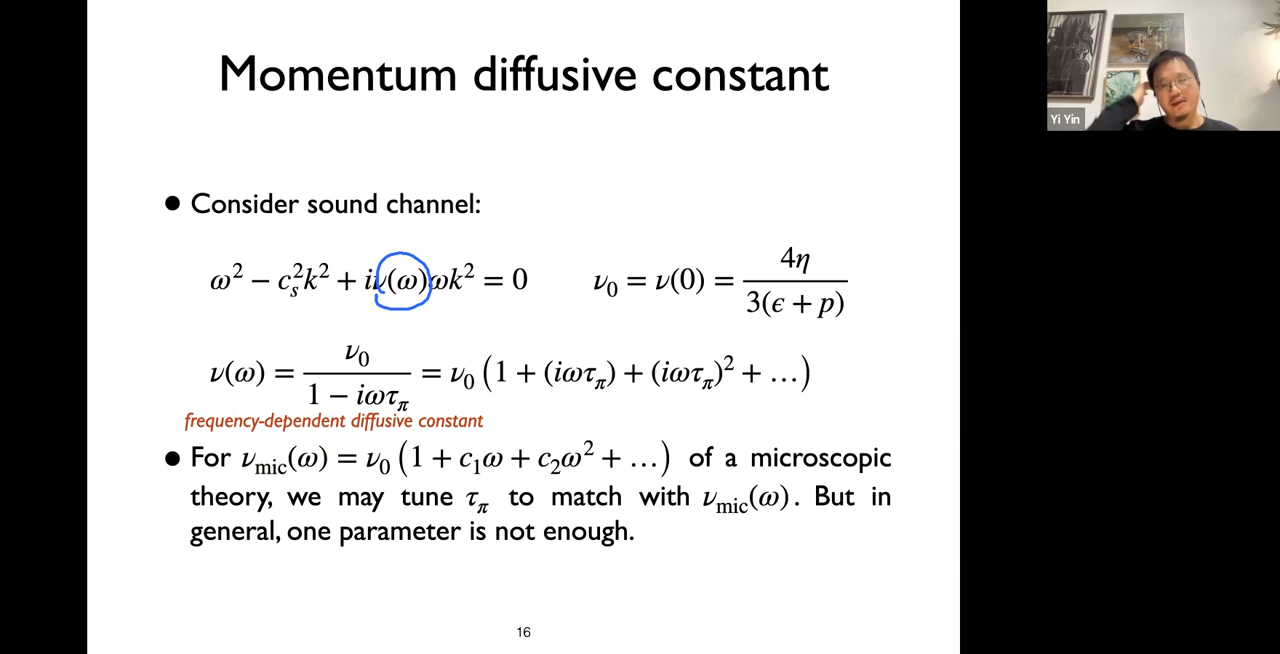 Momentum diffusive constant
Yi Yin
● Consider sound channel:
ω² − c_s²k² + iν(ω)ωk² = 0 ν₀ = ν(0) = 4η / 3(ϵ + p)
ν(ω) = ν₀ / (1 − iωτ_π) = ν₀ (1 + (iωτ_π) + (iωτ_π)² + …)
frequency-dependent diffusive constant
● For ν_mic(ω) = ν₀ (1 + c₁ω + c₂ω² + …) of a microscopic
theory, we may tune τ_π to match with ν_mic(ω). But in
general, one parameter is not enough.
16